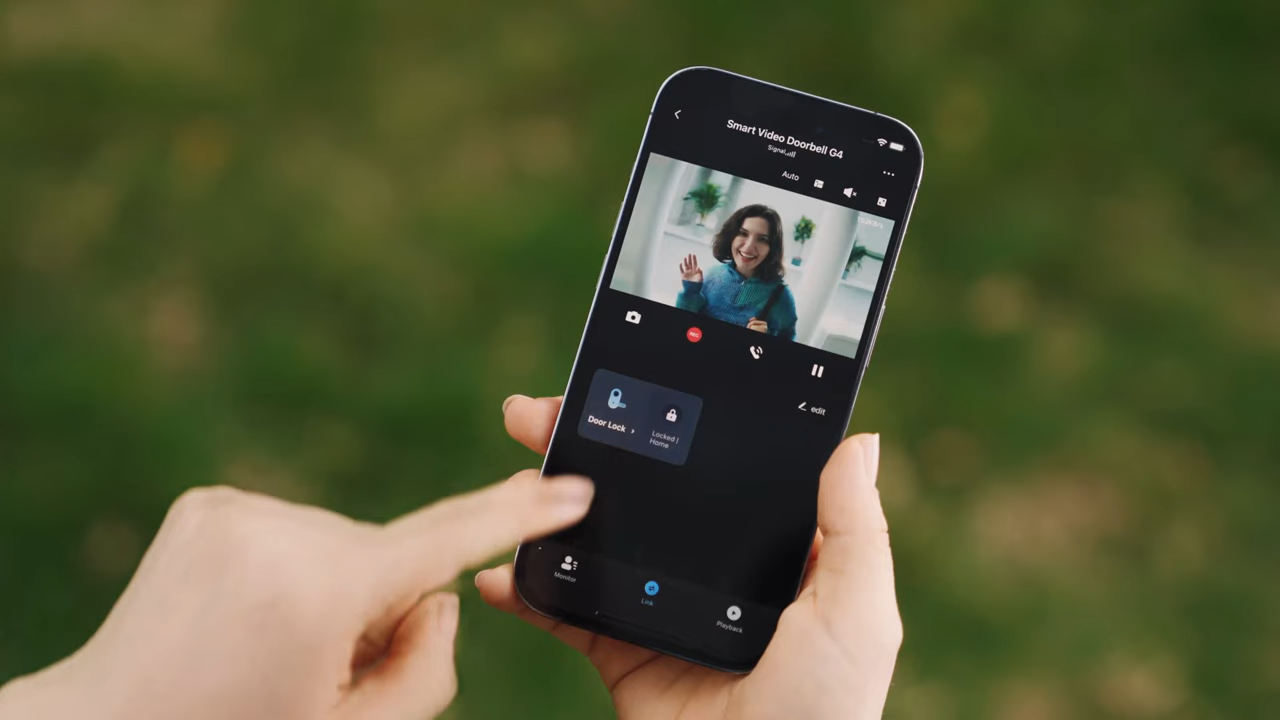 Smart Video Doorbell G4
Signal
Auto
REC
edit
Door Lock ›
Locked |
Home
Monitor
Link
Playback